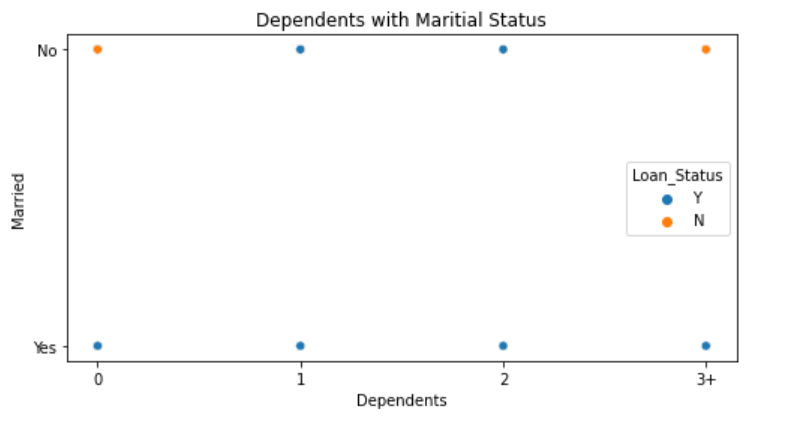 Dependents with Maritial Status
No
Married
Yes
Loan_Status
Y
N
0 1 2 3+
Dependents